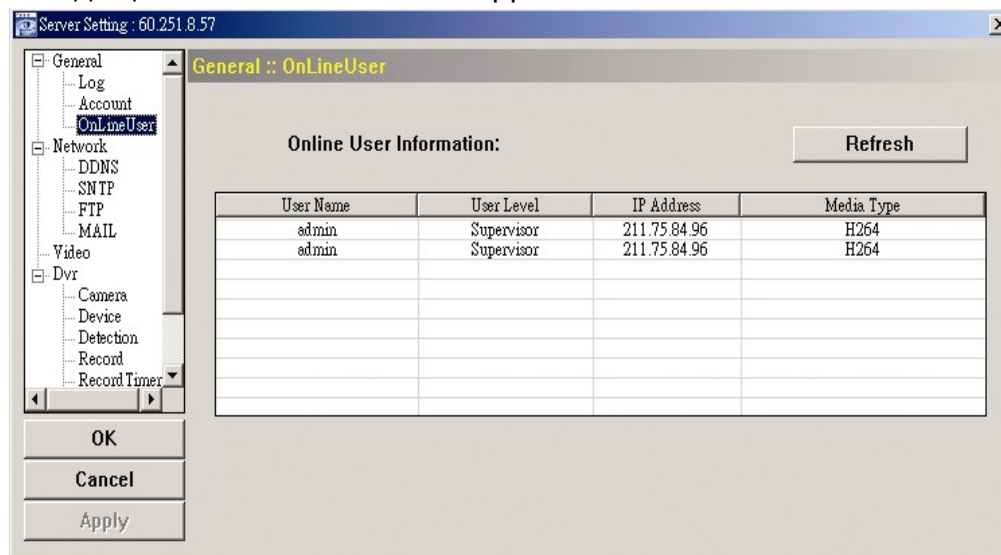 Server Setting : 60.251.8.57
General
Log
Account
OnLineUser
Network
DDNS
SNTP
FTP
MAIL
Video
Dvr
Camera
Device
Detection
Record
Record Timer
OK
Cancel
Apply
General :: OnLineUser
Online User Information:
Refresh
User Name User Level IP Address Media Type
admin Supervisor 211.75.84.96 H264
admin Supervisor 211.75.84.96 H264